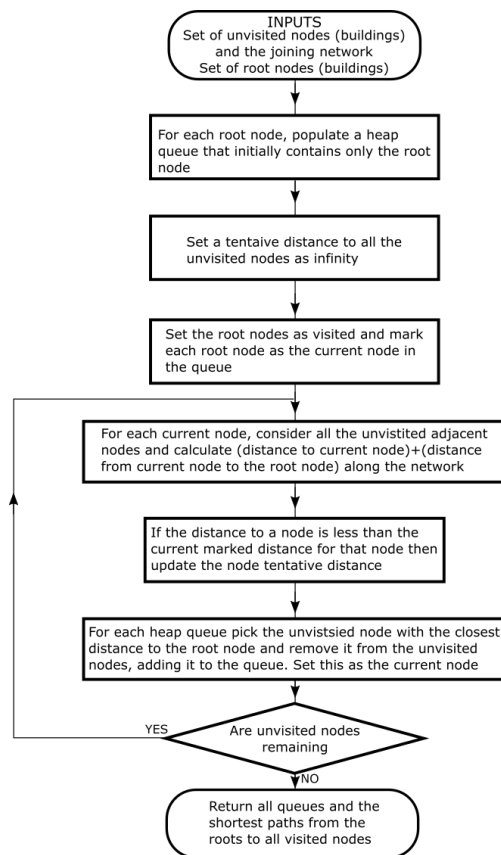 INPUTS
Set of unvisited nodes (buildings)
and the joining network
Set of root nodes (buildings)
For each root node, populate a heap
queue that initially contains only the root
node
Set a tentaive distance to all the
unvisited nodes as infinity
Set the root nodes as visited and mark
each root node as the current node in
the queue
For each current node, consider all the unvistited adjacent
nodes and calculate (distance to current node)+(distance
from current node to the root node) along the network
If the distance to a node is less than the
current marked distance for that node then
update the node tentative distance
For each heap queue pick the unvistsied node with the closest
distance to the root node and remove it from the unvisited
nodes, adding it to the queue. Set this as the current node
YES
Are unvisited nodes
remaining
NO
Return all queues and the
shortest paths from the
roots to all visited nodes